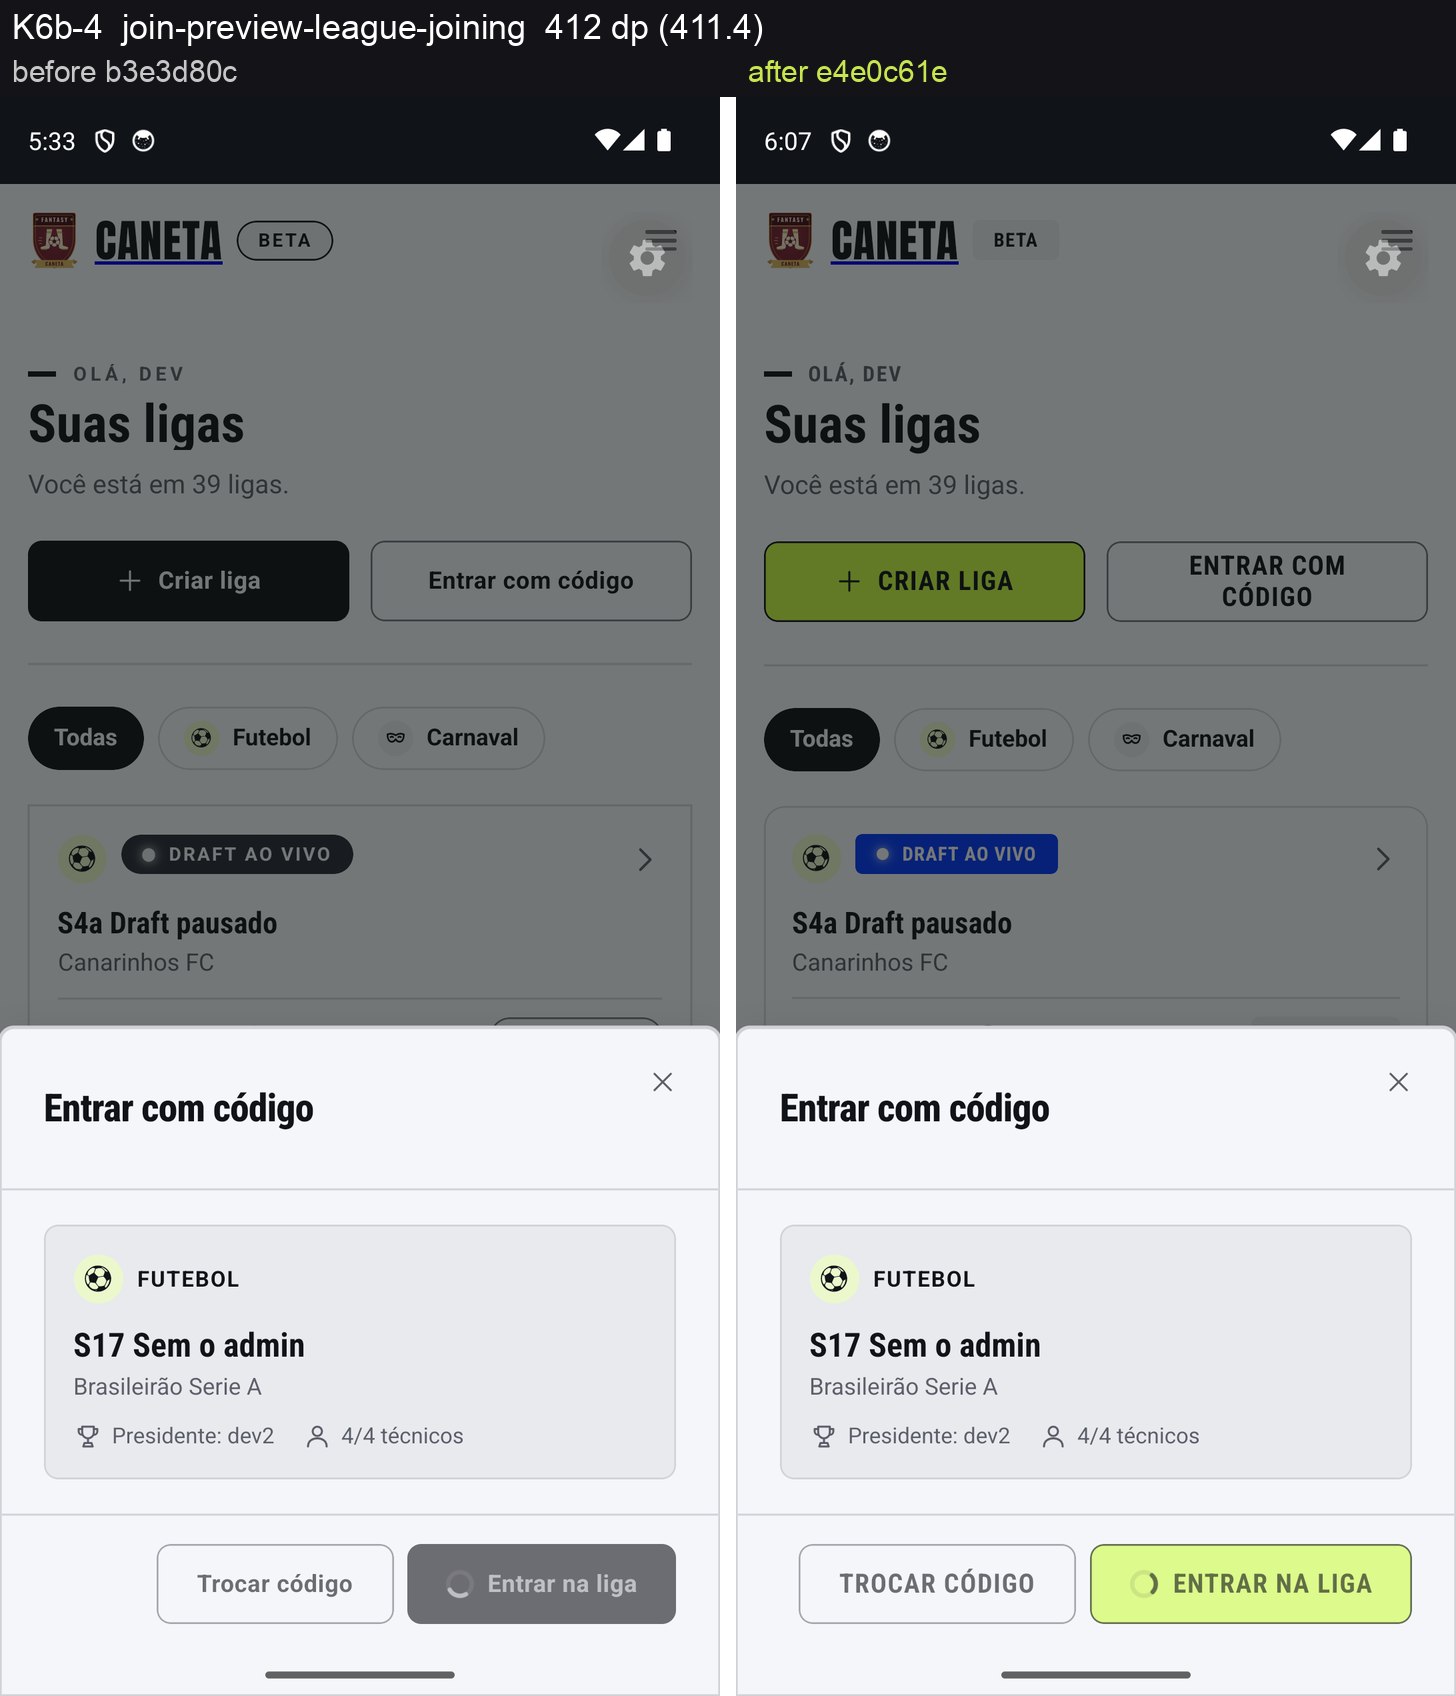 K6b-4 join-preview-league-joining 412 dp (411.4)
before b3e3d80c
5:33
FANTASY
CANETA
CANETA BETA
OLÁ, DEV
Suas ligas
Você está em 39 ligas.
Criar liga
Entrar com código
Todas
Futebol
Carnaval
DRAFT AO VIVO
S4a Draft pausado
Canarinhos FC
Entrar com código
FUTEBOL
S17 Sem o admin
Brasileirão Serie A
Presidente: dev2
4/4 técnicos
Trocar código
Entrar na liga
after e4e0c61e
6:07
FANTASY
CANETA
CANETA BETA
OLÁ, DEV
Suas ligas
Você está em 39 ligas.
CRIAR LIGA
ENTRAR COM
CÓDIGO
Todas
Futebol
Carnaval
DRAFT AO VIVO
S4a Draft pausado
Canarinhos FC
Entrar com código
FUTEBOL
S17 Sem o admin
Brasileirão Serie A
Presidente: dev2
4/4 técnicos
TROCAR CÓDIGO
ENTRAR NA LIGA